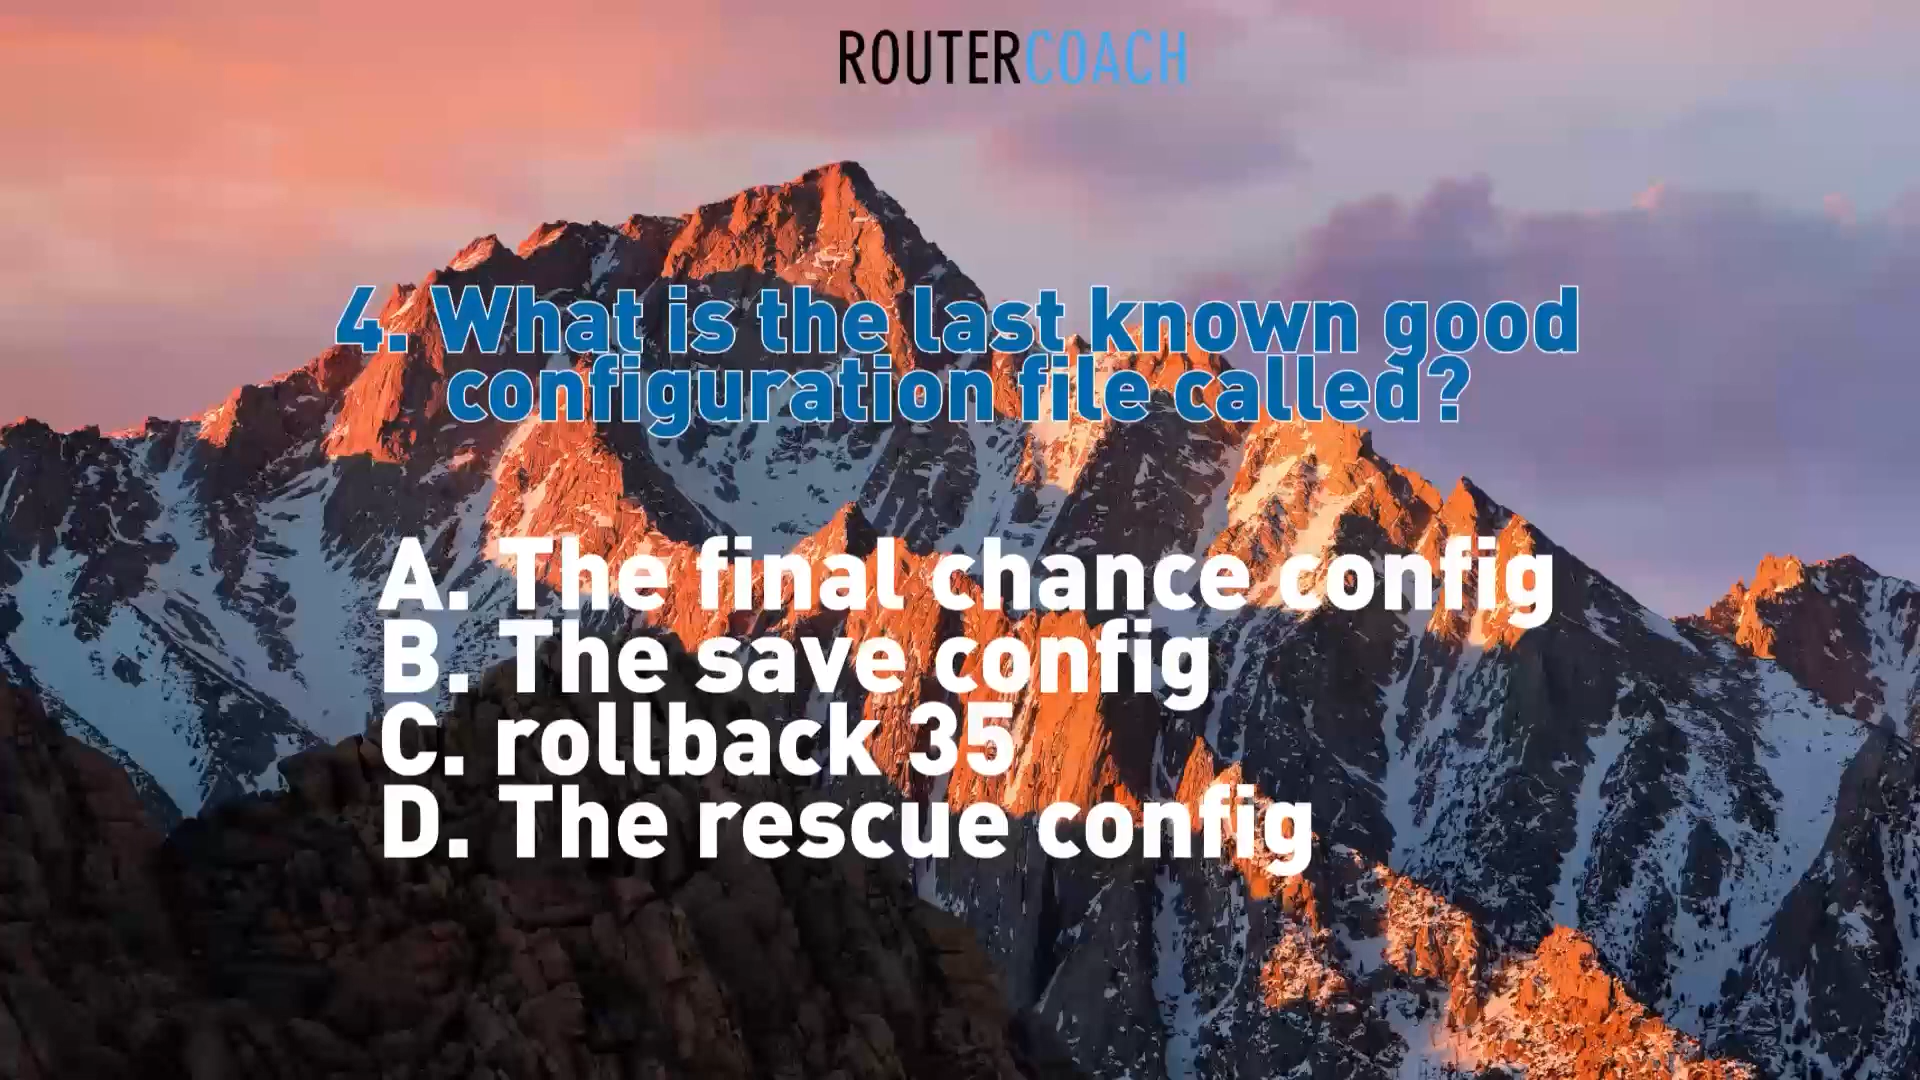 ROUTERCOACH
4. What is the last known good
configuration file called?
A. The final chance config
B. The save config
C. rollback 35
D. The rescue config